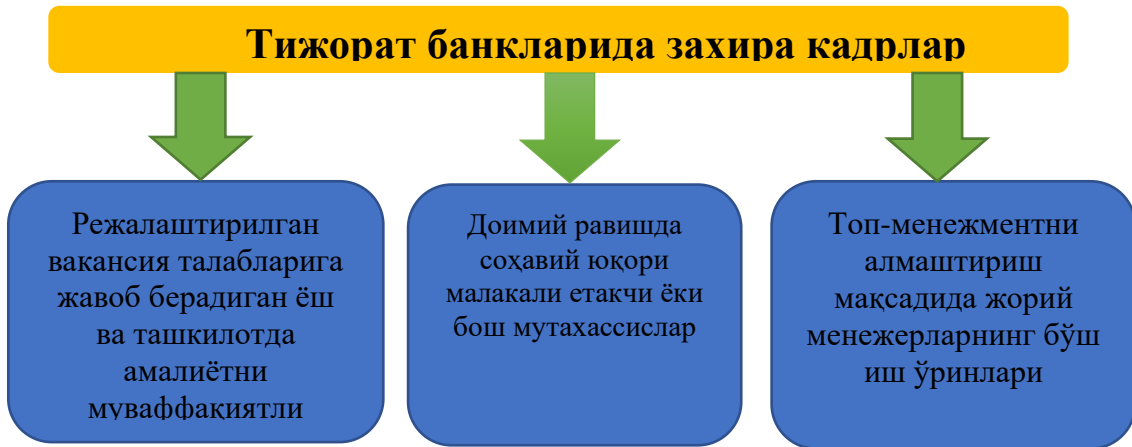 Тижорат банкларида захира кадрлар
Режалаштирилган
вакансия талабларига
жавоб берадиган ёш
ва ташкилотда
амалиётни
муваффақиятли
Доимий равишда
соҳавий юқори
малакали етакчи ёки
бош мутахассислар
Топ-менежментни
алмаштириш
мақсадида жорий
менежерларнинг бўш
иш ўринлари